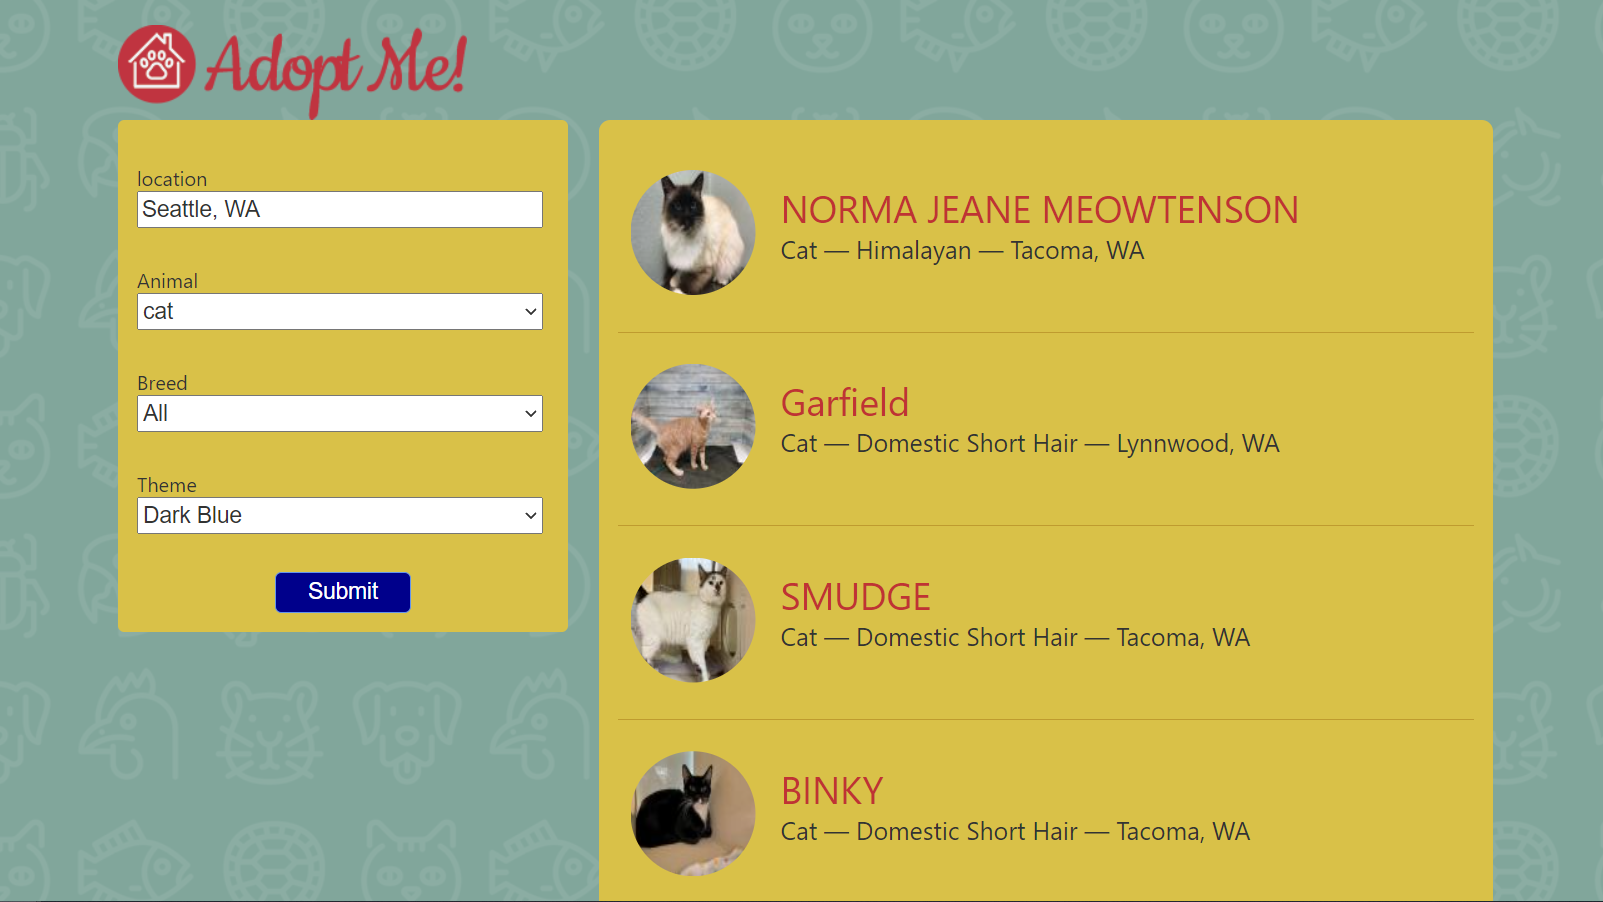 Adopt Me!
location
Seattle, WA
Animal
cat
Breed
All
Theme
Dark Blue
Submit
NORMA JEANE MEOWTENSON
Cat — Himalayan — Tacoma, WA
Garfield
Cat — Domestic Short Hair — Lynnwood, WA
SMUDGE
Cat — Domestic Short Hair — Tacoma, WA
BINKY
Cat — Domestic Short Hair — Tacoma, WA